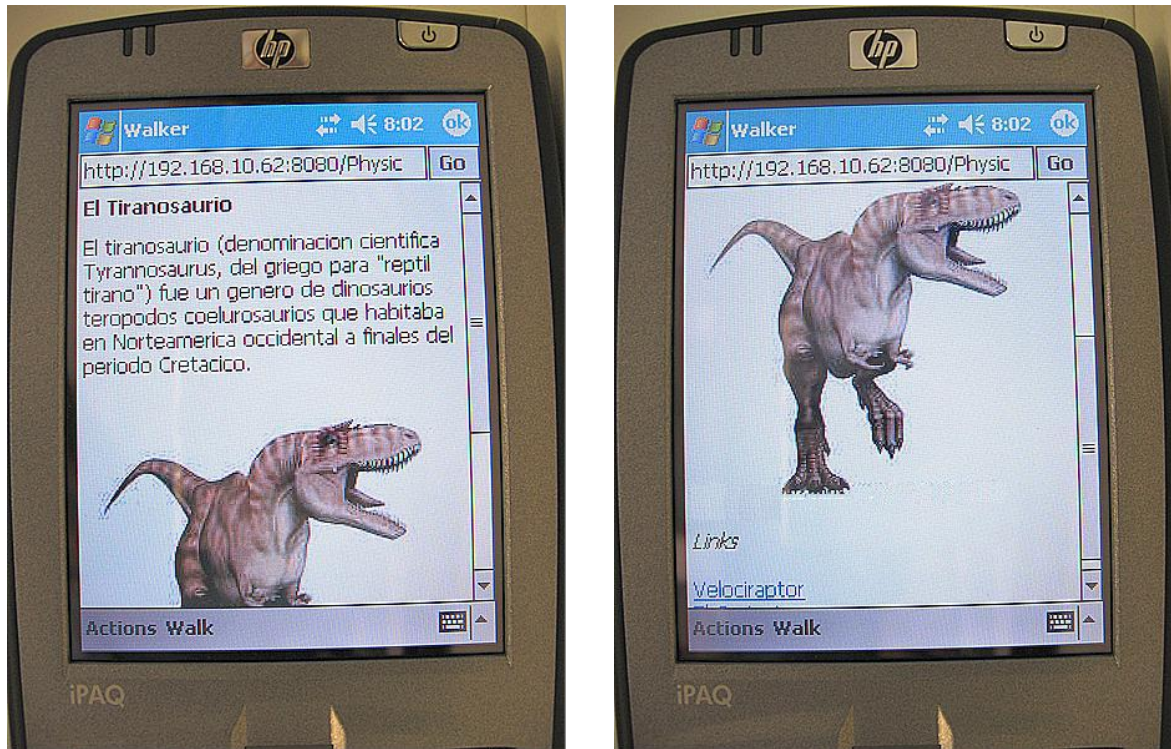 hp
Walker 8:02 ok
http://192.168.10.62:8080/Physic Go
El Tiranosaurio
El tiranosaurio (denominacion cientifica
Tyrannosaurus, del griego para "reptil
tirano") fue un genero de dinosaurios
teropodos coelurosaurios que habitaba
en Norteamerica occidental a finales del
periodo Cretacico.
Actions Walk
iPAQ
hp
Walker 8:02 ok
http://192.168.10.62:8080/Physic Go
Links
Velociraptor
Actions Walk
iPAQ